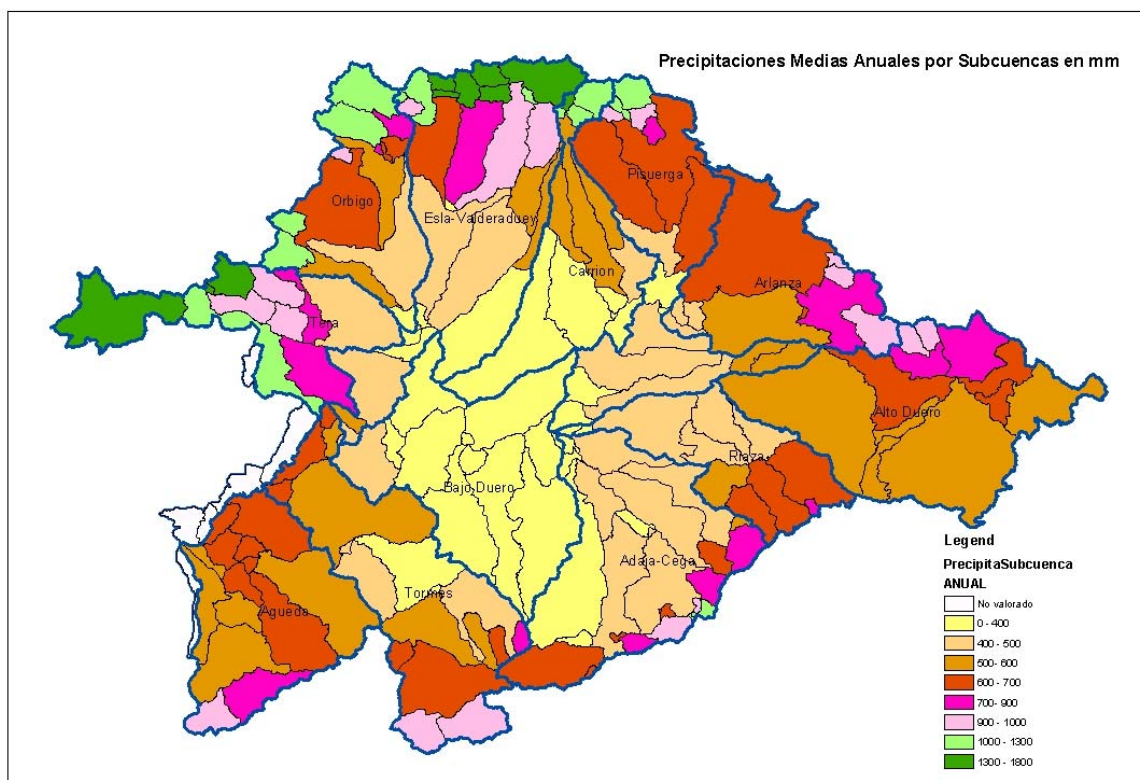 Precipitaciones Medias Anuales por Subcuencas en mm
Pisuerga
Orbigo
Esla-Valderaduey
Carrion
Arlanza
Tera
Alto Duero
Riaza
Bajo Duero
Adaja-Cega
Tormes
Agueda
Legend
PrecipitaSubcuenca
ANUAL
No valorado
0 - 400
400 - 500
500 - 600
600 - 700
700 - 900
900 - 1000
1000 - 1300
1300 - 1800